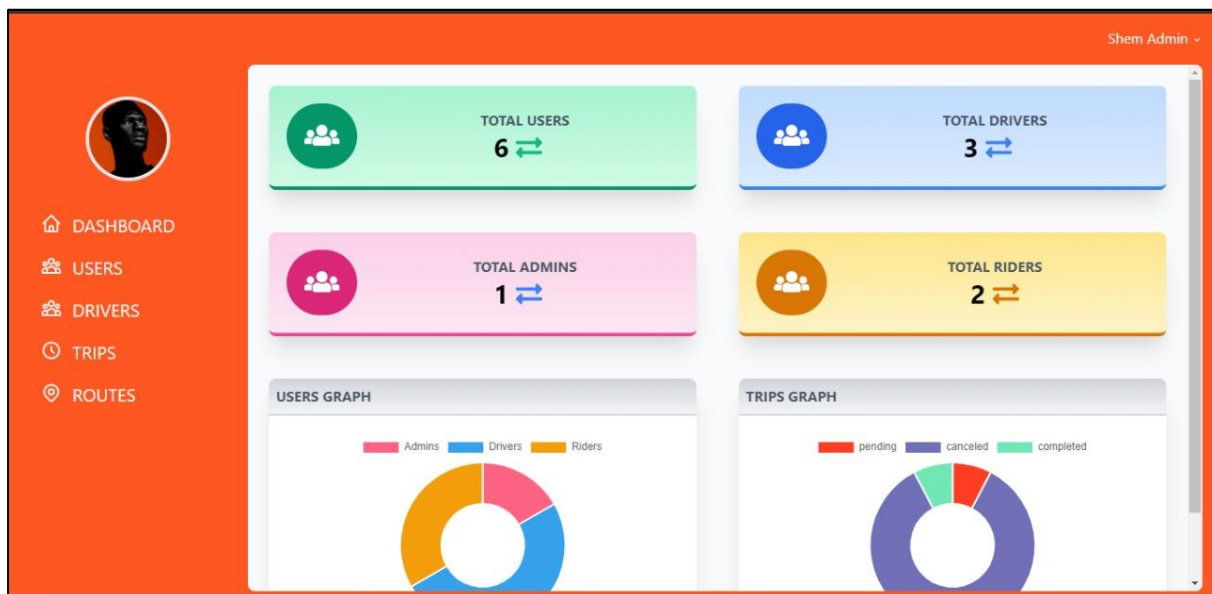 Shem Admin
DASHBOARD
USERS
DRIVERS
TRIPS
ROUTES
TOTAL USERS
6
TOTAL DRIVERS
3
TOTAL ADMINS
1
TOTAL RIDERS
2
USERS GRAPH
Admins Drivers Riders
TRIPS GRAPH
pending canceled completed